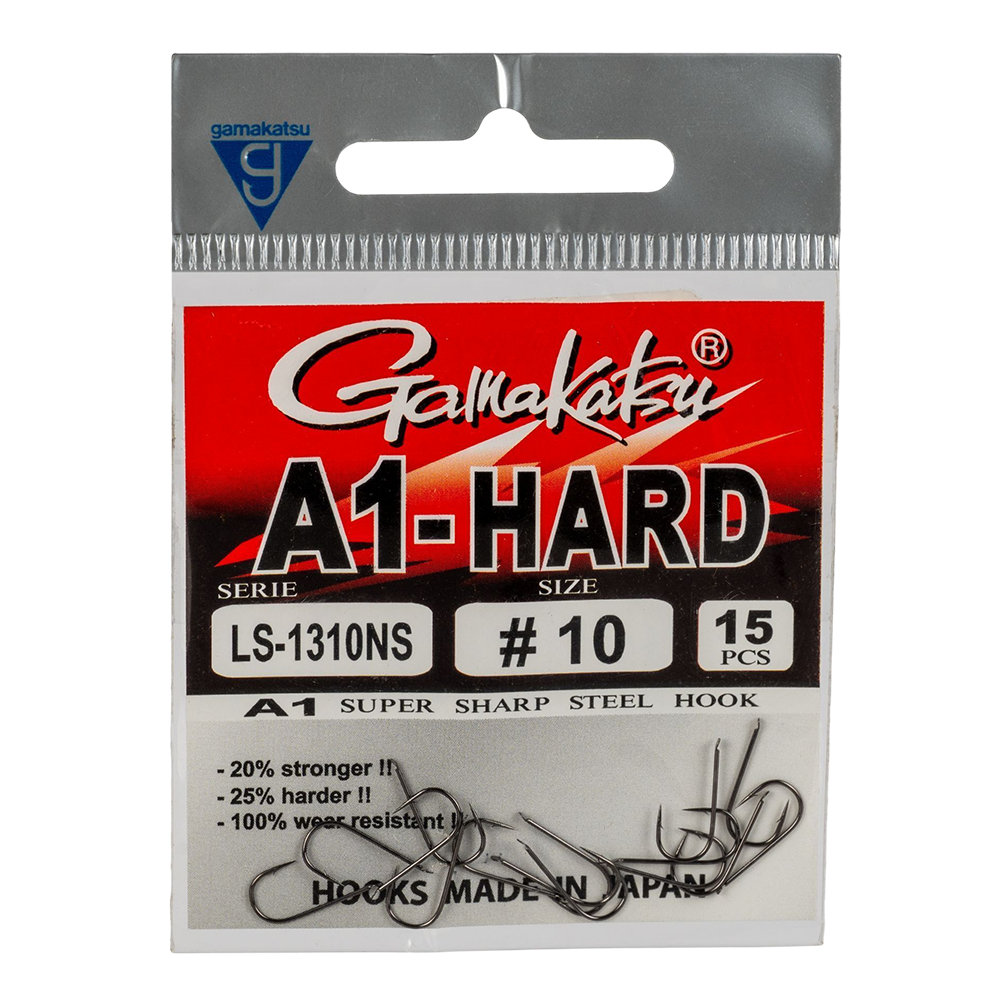 gamakatsu
g
Gamakatsu ®
A1-HARD
SERIE SIZE
LS-1310NS # 10 15
PCS
A1 SUPER SHARP STEEL HOOK
- 20% stronger !!
- 25% harder !!
- 100% wear resistant !!
HOOKS MADE IN JAPAN